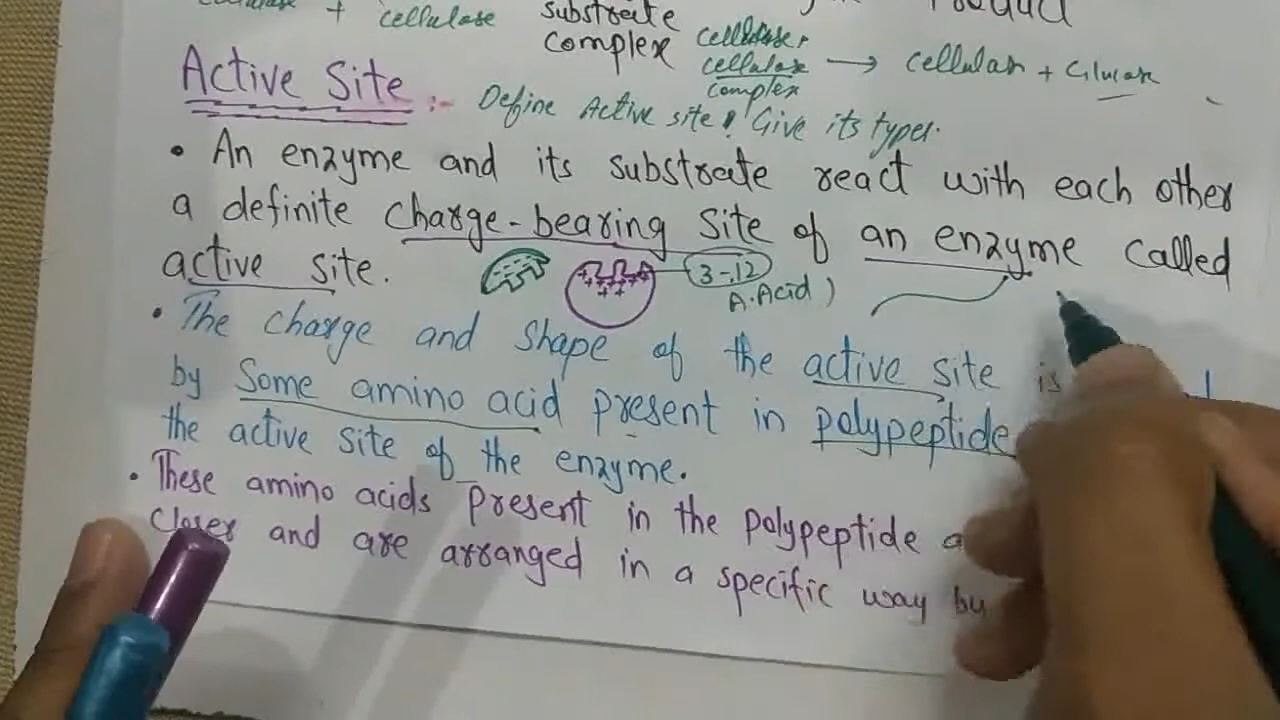 + cellulase substrate
complex cellulose,
cellulase → cellulase + Glucose
complex
Active Site :- Define Active site? Give its types.
• An enzyme and its substrate react with each other
a definite charge-bearing site of an enzyme called
active site.
3-12
A.Acid)
• The charge and shape of the active site is
by some amino acid present in polypeptide
the active site of the enzyme.
• These amino acids present in the polypeptide
closer and are arranged in a specific way by